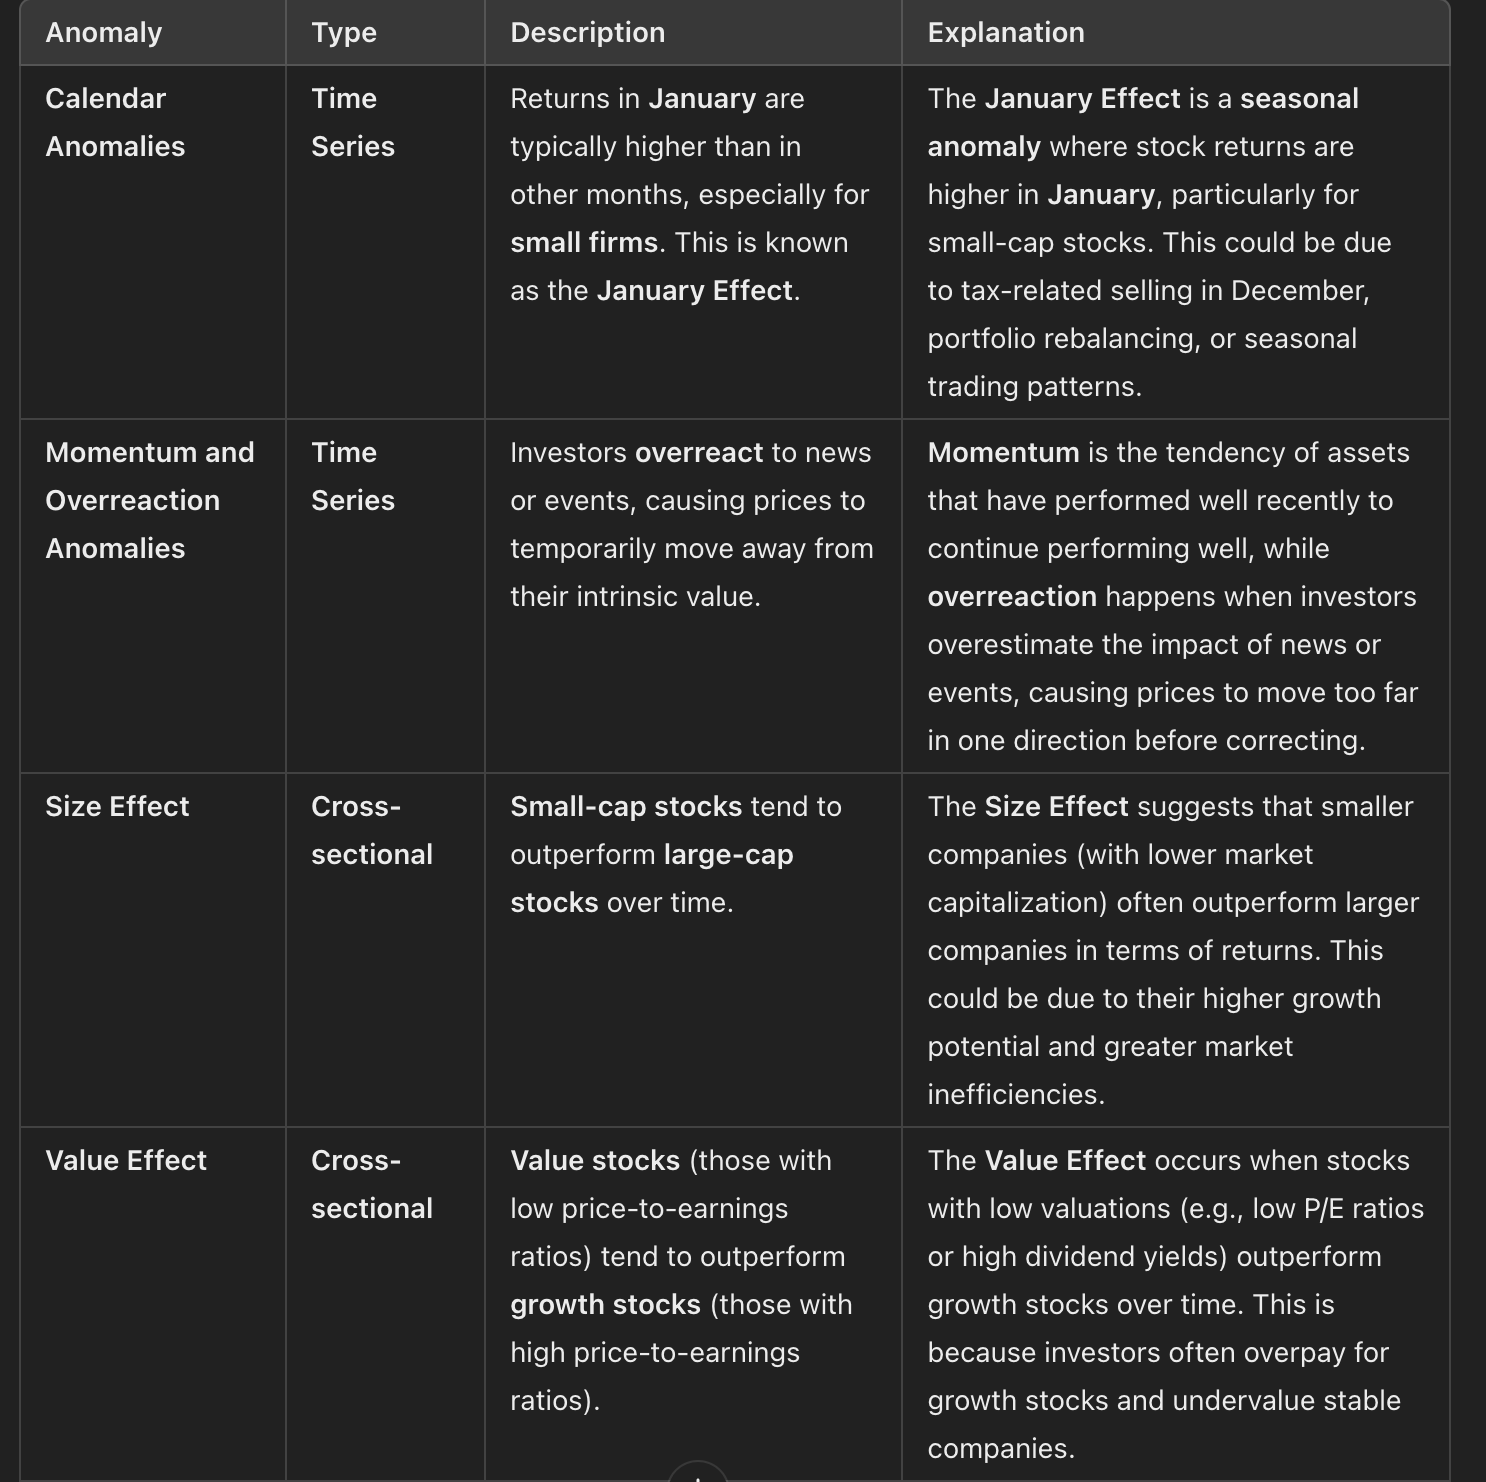 Anomaly
Type
Description
Explanation
Calendar
Anomalies
Time
Series
Returns in January are
typically higher than in
other months, especially for
small firms. This is known
as the January Effect.
The January Effect is a seasonal
anomaly where stock returns are
higher in January, particularly for
small-cap stocks. This could be due
to tax-related selling in December,
portfolio rebalancing, or seasonal
trading patterns.
Momentum and
Overreaction
Anomalies
Time
Series
Investors overreact to news
or events, causing prices to
temporarily move away from
their intrinsic value.
Momentum is the tendency of assets
that have performed well recently to
continue performing well, while
overreaction happens when investors
overestimate the impact of news or
events, causing prices to move too far
in one direction before correcting.
Size Effect
Cross-
sectional
Small-cap stocks tend to
outperform large-cap
stocks over time.
The Size Effect suggests that smaller
companies (with lower market
capitalization) often outperform larger
companies in terms of returns. This
could be due to their higher growth
potential and greater market
inefficiencies.
Value Effect
Cross-
sectional
Value stocks (those with
low price-to-earnings
ratios) tend to outperform
growth stocks (those with
high price-to-earnings
ratios).
The Value Effect occurs when stocks
with low valuations (e.g., low P/E ratios
or high dividend yields) outperform
growth stocks over time. This is
because investors often overpay for
growth stocks and undervalue stable
companies.